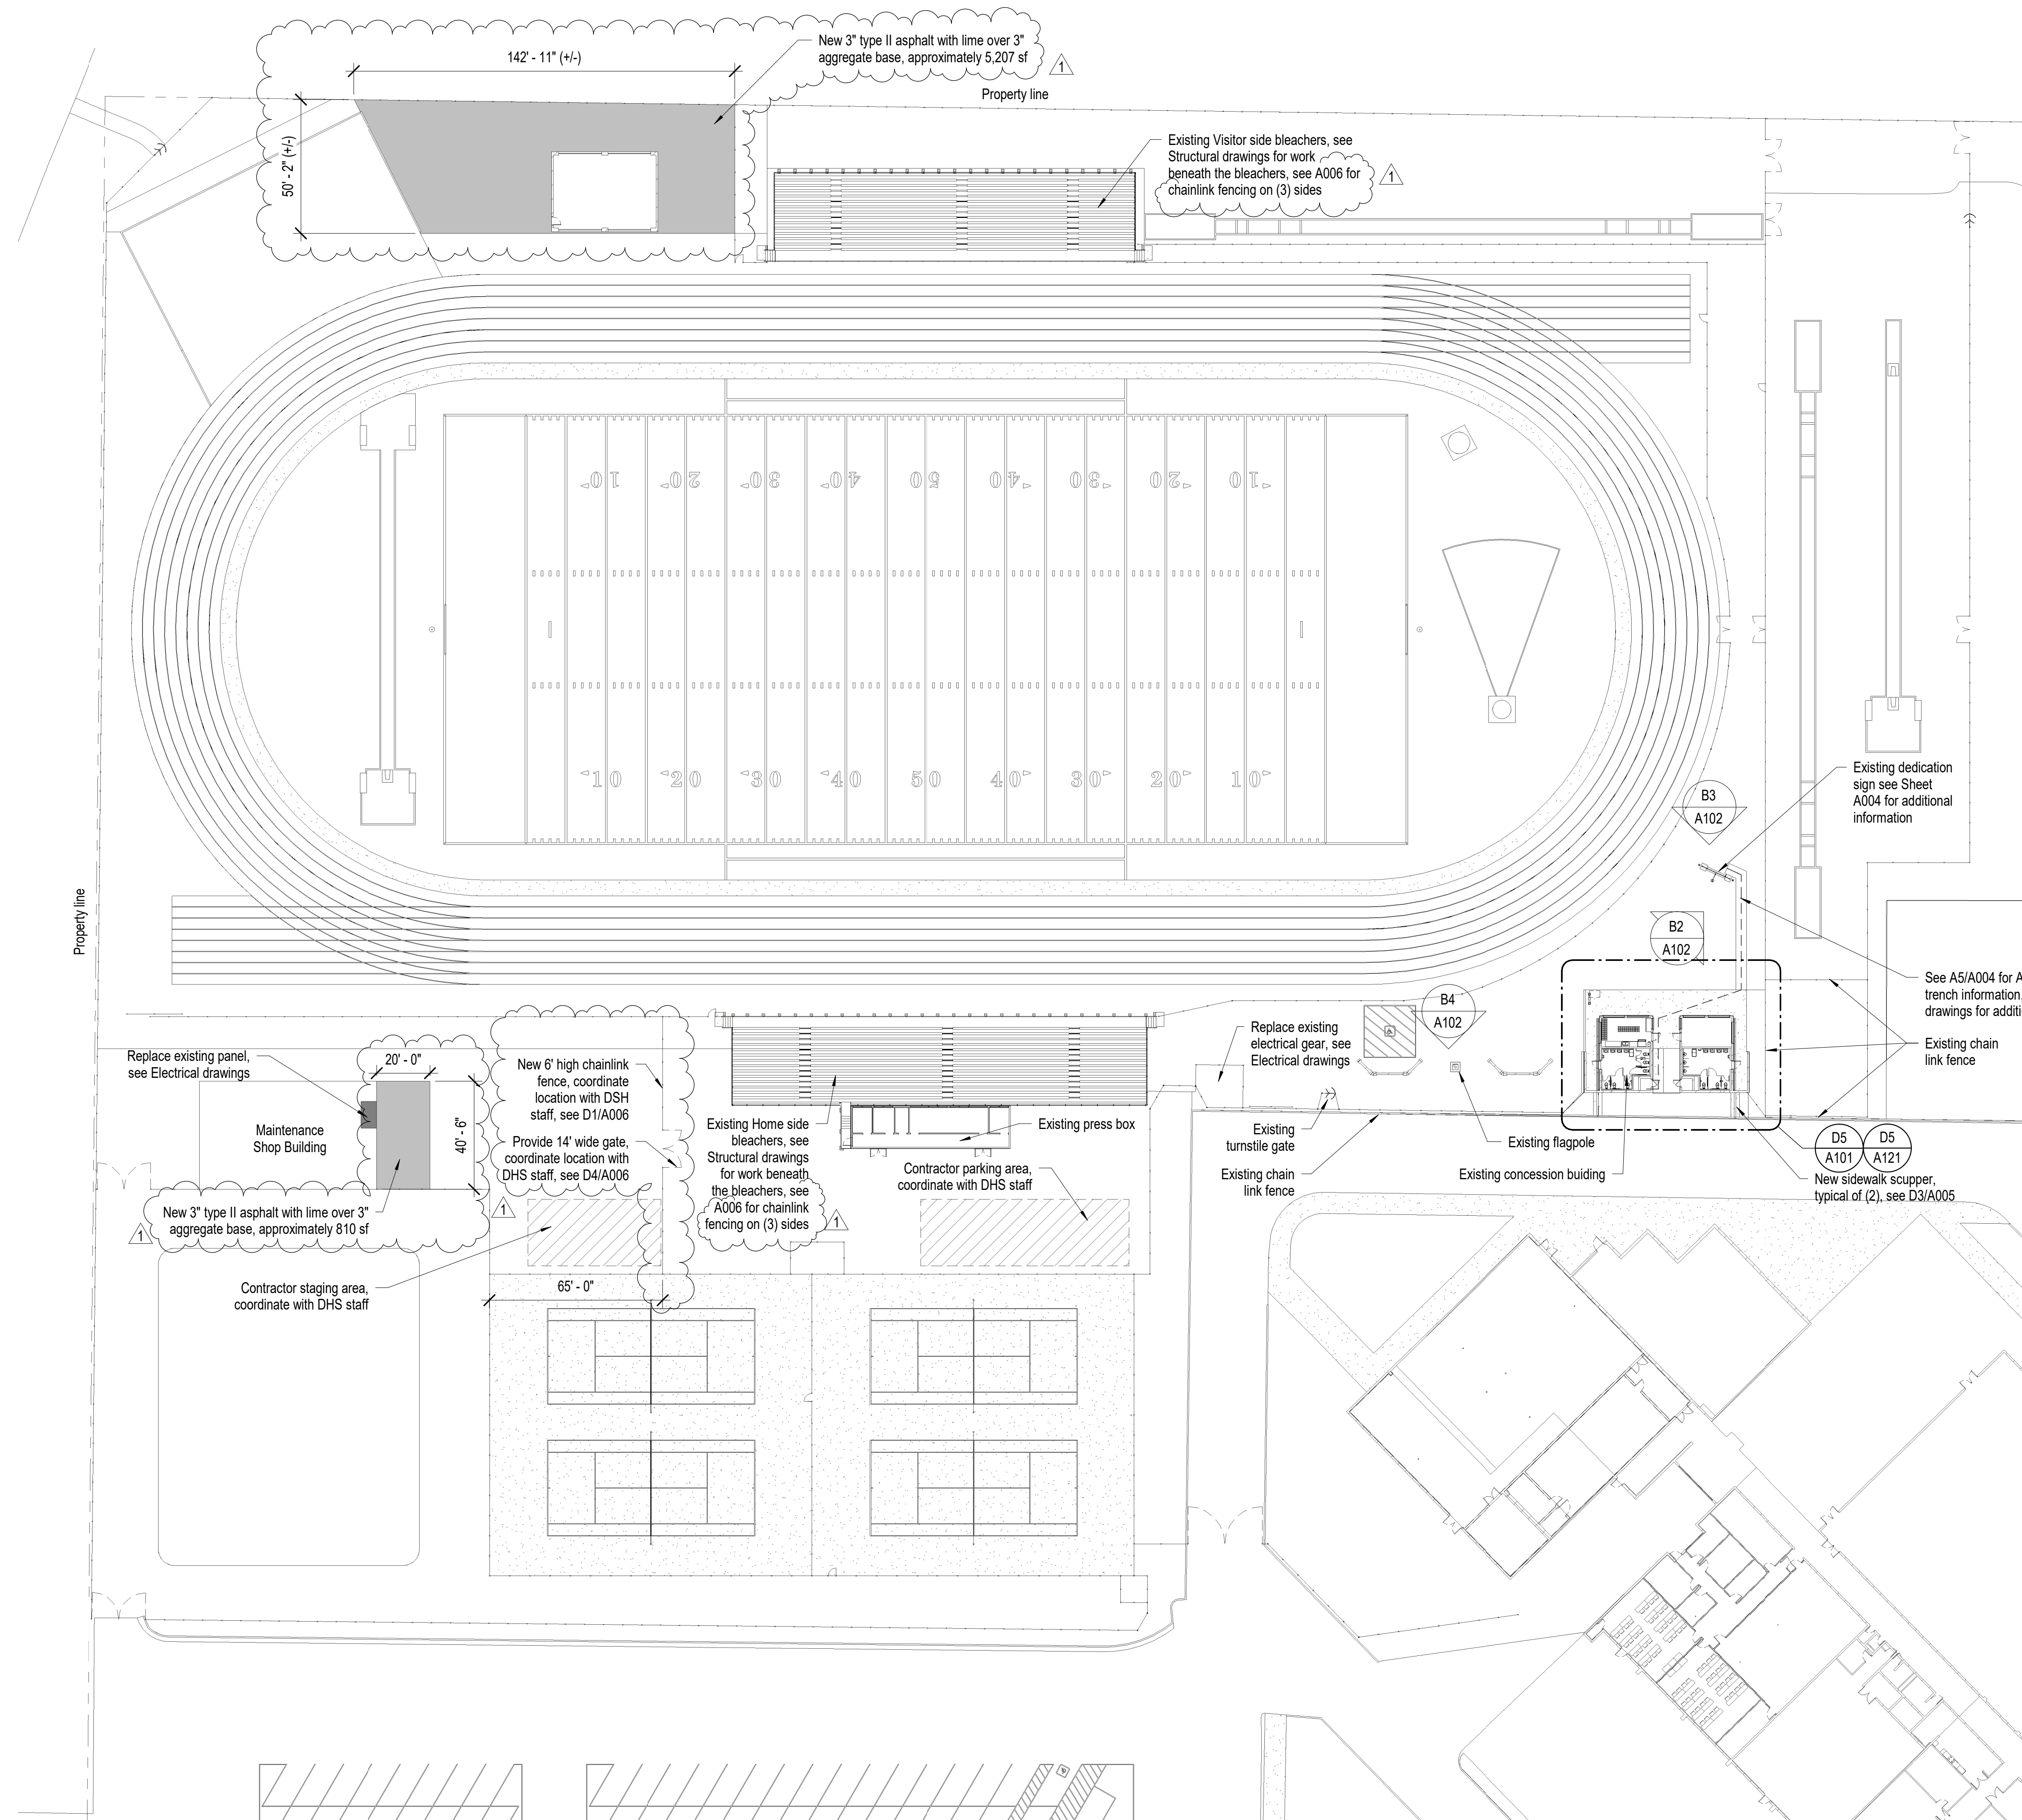 142' - 11" (+/-)
New 3" type II asphalt with lime over 3"
aggregate base, approximately 5,207 sf
1
Property line
50' - 2" (+/-)
Existing Visitor side bleachers, see
Structural drawings for work
beneath the bleachers, see A006 for
chainlink fencing on (3) sides
1
10
20
30
40
50
40
30
20
10
10
20
30
40
50
40
30
20
10
Property line
Existing dedication
sign see Sheet
A004 for additional
information
B3
A102
B2
A102
B4
A102
See A5/A004 for A
trench information,
drawings for additi
Existing chain
link fence
Replace existing
electrical gear, see
Electrical drawings
Replace existing panel,
see Electrical drawings
20' - 0"
40' - 6"
Maintenance
Shop Building
New 6' high chainlink
fence, coordinate
location with DSH
staff, see D1/A006
Provide 14' wide gate,
coordinate location with
DHS staff, see D4/A006
1
Existing Home side
bleachers, see
Structural drawings
for work beneath
the bleachers, see
A006 for chainlink
fencing on (3) sides
1
Existing press box
Contractor parking area,
coordinate with DHS staff
Existing
turnstile gate
Existing chain
link fence
Existing flagpole
Existing concession buiding
D5
A101
D5
A121
New sidewalk scupper,
typical of (2), see D3/A005
New 3" type II asphalt with lime over 3"
aggregate base, approximately 810 sf
1
Contractor staging area,
coordinate with DHS staff
65' - 0"